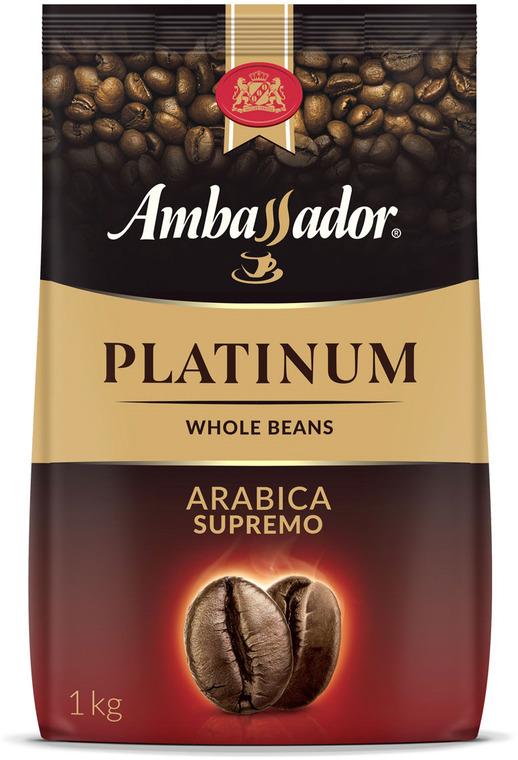 Ambassador®
PLATINUM
WHOLE BEANS
ARABICA
SUPREMO
1 kg